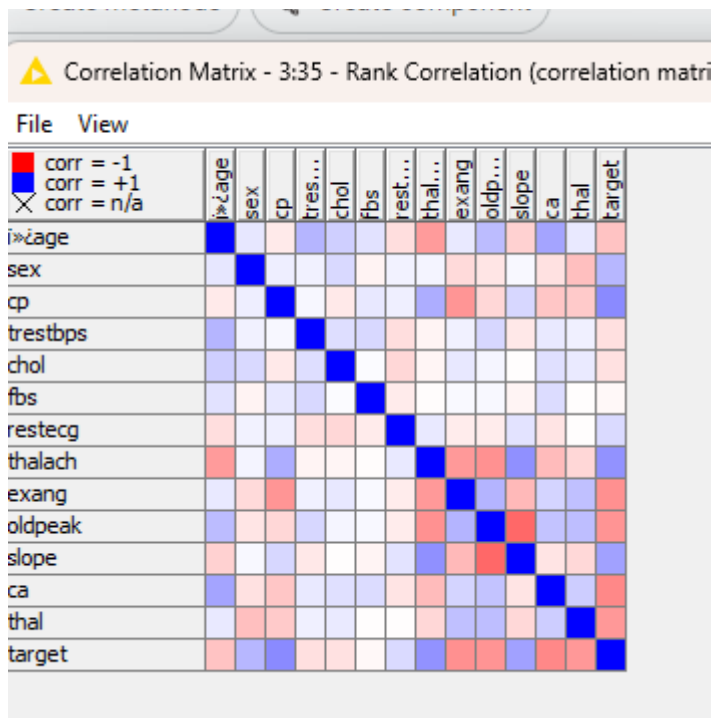 Correlation Matrix - 3:35 - Rank Correlation (correlation matri
File View
corr = -1
corr = +1
corr = n/a
ï»¿age sex cp tres... chol fbs rest... thal... exang oldp... slope ca thal target
ï»¿age
sex
cp
trestbps
chol
fbs
restecg
thalach
exang
oldpeak
slope
ca
thal
target